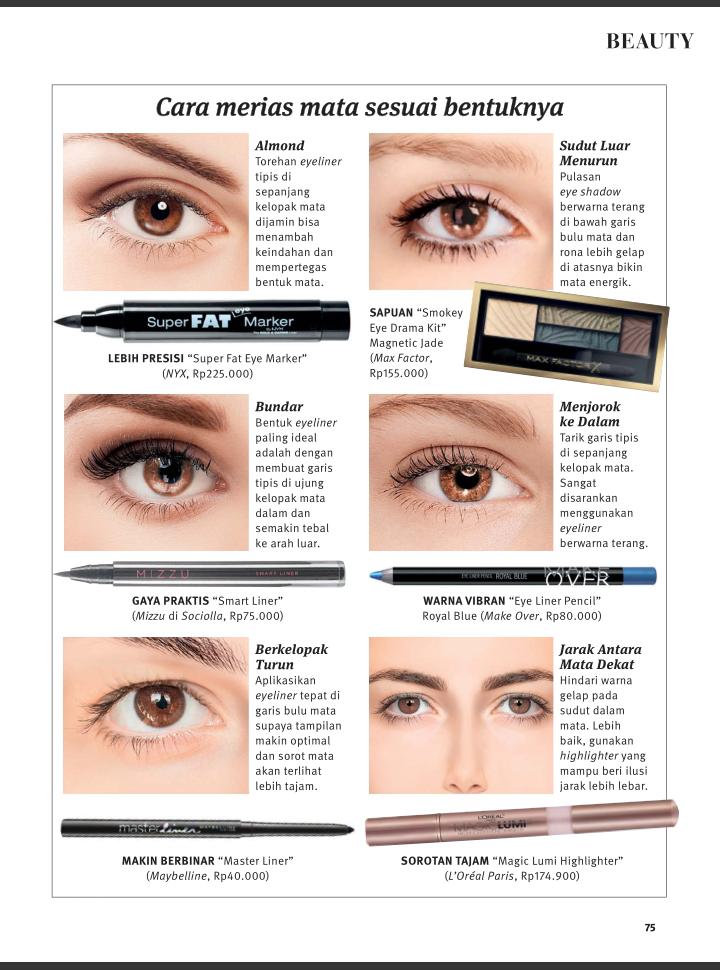 BEAUTY
Cara merias mata sesuai bentuknya
Almond
Torehan eyeliner
tipis di
sepanjang
kelopak mata
dijamin bisa
menambah
keindahan dan
mempertegas
bentuk mata.
Super FAT eye Marker
by NYX
LEBIH PRESISI “Super Fat Eye Marker”
(NYX, Rp225.000)
Sudut Luar
Menurun
Pulasan
eye shadow
berwarna terang
di bawah garis
bulu mata dan
rona lebih gelap
di atasnya bikin
mata energik.
SAPUAN “Smokey
Eye Drama Kit”
Magnetic Jade
(Max Factor,
Rp155.000)
MAX FACTOR X
Bundar
Bentuk eyeliner
paling ideal
adalah dengan
membuat garis
tipis di ujung
kelopak mata
dalam dan
semakin tebal
ke arah luar.
MIZZU SMART LINER
GAYA PRAKTIS “Smart Liner”
(Mizzu di Sociolla, Rp75.000)
Menjorok
ke Dalam
Tarik garis tipis
di sepanjang
kelopak mata.
Sangat
disarankan
menggunakan
eyeliner
berwarna terang.
EYE LINER PENCIL ROYAL BLUE MAKE OVER
WARNA VIBRAN “Eye Liner Pencil”
Royal Blue (Make Over, Rp80.000)
Berkelopak
Turun
Aplikasikan
eyeliner tepat di
garis bulu mata
supaya tampilan
makin optimal
dan sorot mata
akan terlihat
lebih tajam.
master liner
MAKIN BERBINAR “Master Liner”
(Maybelline, Rp40.000)
Jarak Antara
Mata Dekat
Hindari warna
gelap pada
sudut dalam
mata. Lebih
baik, gunakan
highlighter yang
mampu beri ilusi
jarak lebih lebar.
L'ORÉAL
MAGIC LUMI
SOROTAN TAJAM “Magic Lumi Highlighter”
(L’Oréal Paris, Rp174.900)
75